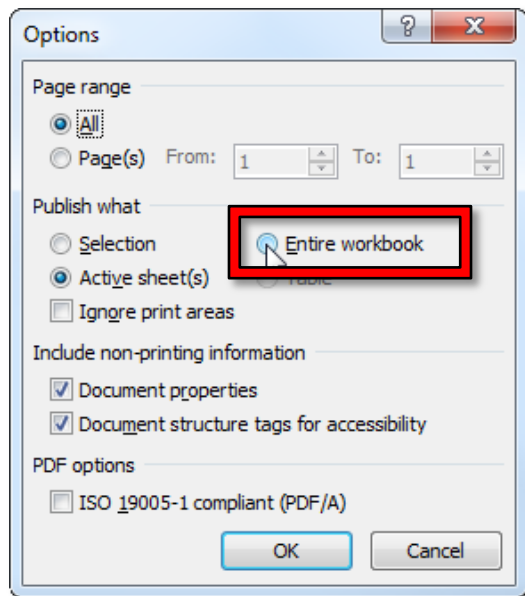 Options
Page range
All
Page(s) From: 1 To: 1
Publish what
Selection Entire workbook
Active sheet(s) Table
Ignore print areas
Include non-printing information
Document properties
Document structure tags for accessibility
PDF options
ISO 19005-1 compliant (PDF/A)
OK Cancel